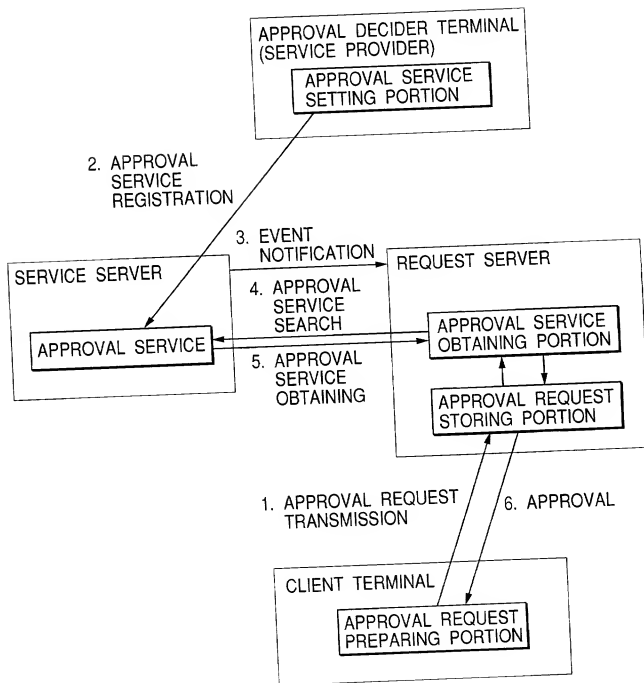 APPROVAL DECIDER TERMINAL
(SERVICE PROVIDER)
APPROVAL SERVICE
SETTING PORTION
2. APPROVAL
SERVICE
REGISTRATION
3. EVENT
NOTIFICATION
SERVICE SERVER
REQUEST SERVER
4. APPROVAL
SERVICE
SEARCH
APPROVAL SERVICE
APPROVAL SERVICE
OBTAINING PORTION
5. APPROVAL
SERVICE
OBTAINING
APPROVAL REQUEST
STORING PORTION
1. APPROVAL REQUEST
TRANSMISSION
6. APPROVAL
CLIENT TERMINAL
APPROVAL REQUEST
PREPARING PORTION